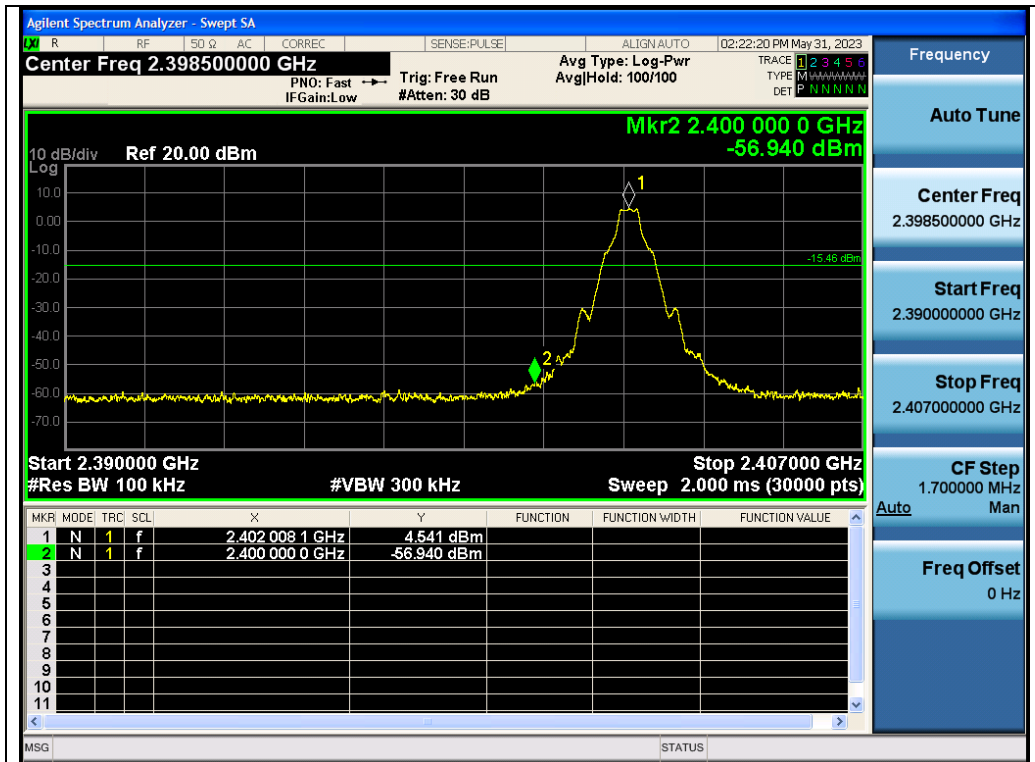 Agilent Spectrum Analyzer - Swept SA
LXI R RF 50 Ω AC CORREC SENSE:PULSE ALIGN AUTO 02:22:20 PM May 31, 2023
Center Freq 2.398500000 GHz
PNO: Fast
IFGain:Low
Trig: Free Run
#Atten: 30 dB
Avg Type: Log-Pwr
Avg|Hold: 100/100
TRACE 1 2 3 4 5 6
TYPE M WWWWW
DET P N N N N N
Mkr2 2.400 000 0 GHz
-56.940 dBm
10 dB/div Ref 20.00 dBm
Log
10.0
0.00
-10.0
-20.0
-30.0
-40.0
-50.0
-60.0
-70.0
1
-15.46 dBm
2
Start 2.390000 GHz Stop 2.407000 GHz
#Res BW 100 kHz #VBW 300 kHz Sweep 2.000 ms (30000 pts)
MKR MODE TRC SCL X Y FUNCTION FUNCTION WIDTH FUNCTION VALUE
1 N 1 f 2.402 008 1 GHz 4.541 dBm
2 N 1 f 2.400 000 0 GHz -56.940 dBm
3
4
5
6
7
8
9
10
11
MSG STATUS
Frequency
Auto Tune
Center Freq
2.398500000 GHz
Start Freq
2.390000000 GHz
Stop Freq
2.407000000 GHz
CF Step
1.700000 MHz
Auto Man
Freq Offset
0 Hz